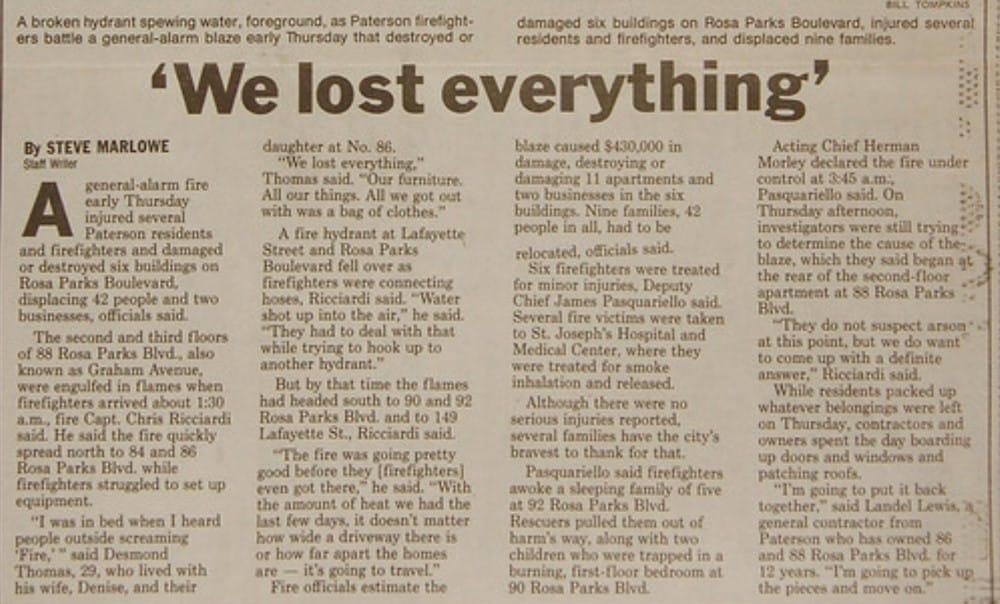 BILL TOMPKINS
A broken hydrant spewing water, foreground, as Paterson firefight-
ers battle a general-alarm blaze early Thursday that destroyed or
damaged six buildings on Rosa Parks Boulevard, injured several
residents and firefighters, and displaced nine families.
‘We lost everything’
By STEVE MARLOWE
Staff Writer
A general-alarm fire
early Thursday
injured several
Paterson residents
and firefighters and damaged
or destroyed six buildings on
Rosa Parks Boulevard,
displacing 42 people and two
businesses, officials said.
The second and third floors
of 88 Rosa Parks Blvd., also
known as Graham Avenue,
were engulfed in flames when
firefighters arrived about 1:30
a.m., fire Capt. Chris Ricciardi
said. He said the fire quickly
spread north to 84 and 86
Rosa Parks Blvd. while
firefighters struggled to set up
equipment.
“I was in bed when I heard
people outside screaming
‘Fire,’ ” said Desmond
Thomas, 29, who lived with
his wife, Denise, and their
daughter at No. 86.
“We lost everything,”
Thomas said. “Our furniture.
All our things. All we got out
with was a bag of clothes.”
A fire hydrant at Lafayette
Street and Rosa Parks
Boulevard fell over as
firefighters were connecting
hoses, Ricciardi said. “Water
shot up into the air,” he said.
“They had to deal with that
while trying to hook up to
another hydrant.”
But by that time the flames
had headed south to 90 and 92
Rosa Parks Blvd. and to 149
Lafayette St., Ricciardi said.
“The fire was going pretty
good before they [firefighters]
even got there,” he said. “With
the amount of heat we had the
last few days, it doesn’t matter
how wide a driveway there is
or how far apart the homes
are — it’s going to travel.”
Fire officials estimate the
blaze caused $430,000 in
damage, destroying or
damaging 11 apartments and
two businesses in the six
buildings. Nine families, 42
people in all, had to be
relocated, officials said.
Six firefighters were treated
for minor injuries, Deputy
Chief James Pasquariello said.
Several fire victims were taken
to St. Joseph’s Hospital and
Medical Center, where they
were treated for smoke
inhalation and released.
Although there were no
serious injuries reported,
several families have the city’s
bravest to thank for that.
Pasquariello said firefighters
awoke a sleeping family of five
at 92 Rosa Parks Blvd.
Rescuers pulled them out of
harm’s way, along with two
children who were trapped in a
burning, first-floor bedroom at
90 Rosa Parks Blvd.
Acting Chief Herman
Morley declared the fire under
control at 3:45 a.m.,
Pasquariello said. On
Thursday afternoon,
investigators were still trying
to determine the cause of the
blaze, which they said began at
the rear of the second-floor
apartment at 88 Rosa Parks
Blvd.
“They do not suspect arson
at this point, but we do want
to come up with a definite
answer,” Ricciardi said.
While residents packed up
whatever belongings were left
on Thursday, contractors and
owners spent the day boarding
up doors and windows and
patching roofs.
“I’m going to put it back
together,” said Landel Lewis, a
general contractor from
Paterson who has owned 86
and 88 Rosa Parks Blvd. for
12 years. “I’m going to pick up
the pieces and move on.”